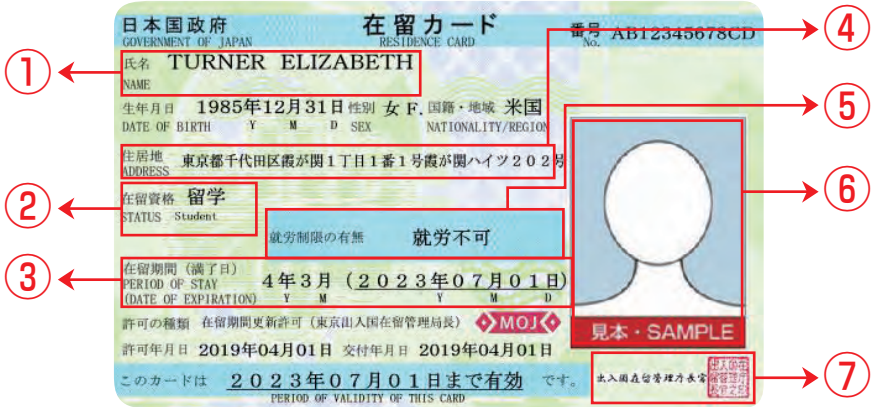 日本国政府 在留カード 番号 AB12345678CD
GOVERNMENT OF JAPAN RESIDENCE CARD No.
④
① 氏名 TURNER ELIZABETH
NAME
生年月日 1985年12月31日 性別 女 F. 国籍・地域 米国
DATE OF BIRTH Y M D SEX NATIONALITY/REGION
⑤
住居地 東京都千代田区霞が関1丁目1番1号霞が関ハイツ202号
ADDRESS
② 在留資格 留学
STATUS Student
⑥
就労制限の有無 就労不可
③ 在留期間（満了日） 4年3月（2023年07月01日）
PERIOD OF STAY
(DATE OF EXPIRATION) Y M Y M D
許可の種類 在留期間更新許可（東京出入国在留管理局長） MOJ
見本・SAMPLE
許可年月日 2019年04月01日 交付年月日 2019年04月01日
このカードは 2023年07月01日まで有効 です。
PERIOD OF VALIDITY OF THIS CARD
出入国在留管理庁長官
⑦